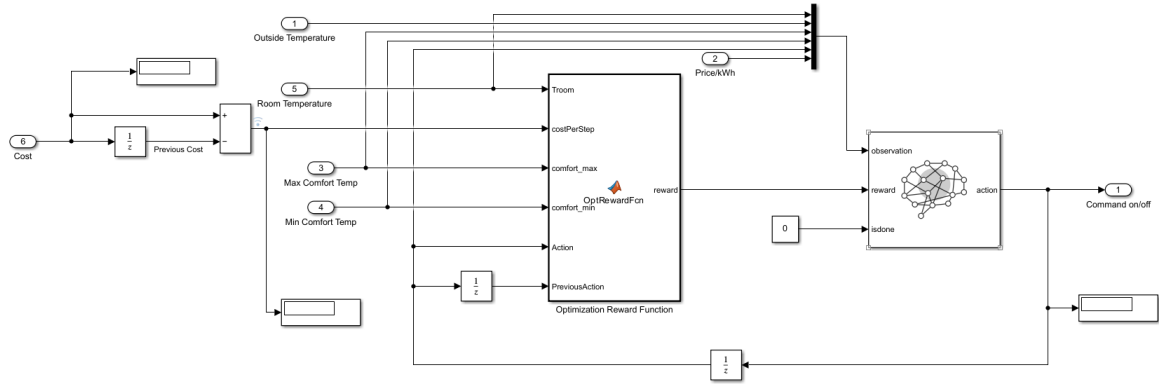 1
Outside Temperature
2
Price/kWh
5
Room Temperature
Troom
+
−
6
Cost
1
z
Previous Cost
costPerStep
3
Max Comfort Temp
comfort_max
4
Min Comfort Temp
comfort_min
OptRewardFcn
reward
Action
1
z
PreviousAction
Optimization Reward Function
observation
reward
action
0
isdone
1
Command on/off
1
z